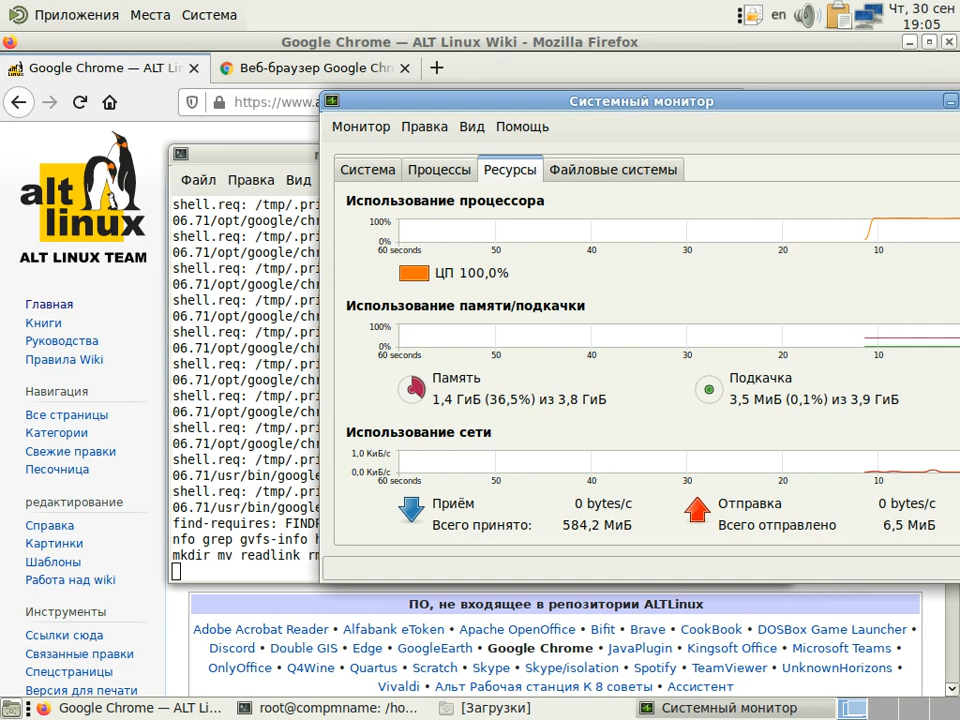 Приложения Места Система
en
Чт, 30 сен
19:05
Google Chrome — ALT Linux Wiki - Mozilla Firefox
Google Chrome — ALT Lin
Веб-браузер Google Chr
https://www.a
Системный монитор
Монитор Правка Вид Помощь
Система Процессы Ресурсы Файловые системы
Использование процессора
100%
0%
60 seconds 50 40 30 20 10
ЦП 100,0%
Использование памяти/подкачки
100%
0%
60 seconds 50 40 30 20 10
Память
1,4 ГиБ (36,5%) из 3,8 ГиБ
Подкачка
3,5 МиБ (0,1%) из 3,9 ГиБ
Использование сети
1,0 КиБ/с
0,0 КиБ/с
60 seconds 50 40 30 20 10
Приём 0 bytes/с
Всего принято: 584,2 МиБ
Отправка 0 bytes/с
Всего отправлено 6,5 МиБ
Файл Правка Вид
shell.req: /tmp/.pri
06.71/opt/google/chr
shell.req: /tmp/.pri
06.71/opt/google/chr
shell.req: /tmp/.pri
06.71/opt/google/chr
shell.req: /tmp/.pri
06.71/opt/google/chr
shell.req: /tmp/.pri
06.71/opt/google/chr
shell.req: /tmp/.pri
06.71/opt/google/chr
shell.req: /tmp/.pri
06.71/opt/google/chr
shell.req: /tmp/.pri
06.71/opt/google/chr
shell.req: /tmp/.pri
06.71/usr/bin/google
shell.req: /tmp/.pri
06.71/usr/bin/google
find-requires: FINDP
nfo grep gvfs-info h
mkdir mv readlink rm
alt
linux
ALT LINUX TEAM
Главная
Книги
Руководства
Правила Wiki
Навигация
Все страницы
Категории
Свежие правки
Песочница
редактирование
Справка
Картинки
Шаблоны
Работа над wiki
Инструменты
Ссылки сюда
Связанные правки
Спецстраницы
Версия для печати
ПО, не входящее в репозитории ALTLinux
Adobe Acrobat Reader • Alfabank eToken • Apache OpenOffice • Bifit • Brave • CookBook • DOSBox Game Launcher •
Discord • Double GIS • Edge • GoogleEarth • Google Chrome • JavaPlugin • Kingsoft Office • Microsoft Teams •
OnlyOffice • Q4Wine • Quartus • Scratch • Skype • Skype/isolation • Spotify • TeamViewer • UnknownHorizons •
Vivaldi • Альт Рабочая станция К 8 советы • Ассистент
Google Chrome — ALT Li...
root@compmname: /ho...
[Загрузки]
Системный монитор